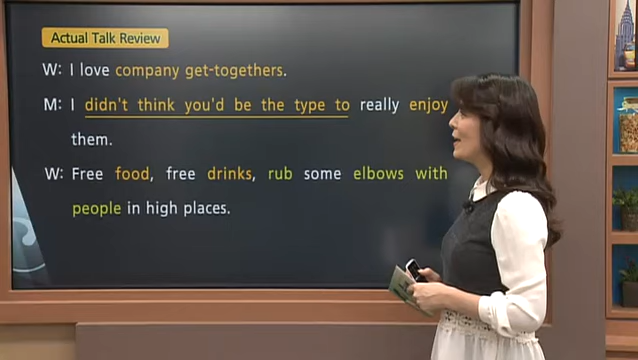 Actual Talk Review
W: I love company get-togethers.
M: I didn't think you'd be the type to really enjoy
them.
W: Free food, free drinks, rub some elbows with
people in high places.